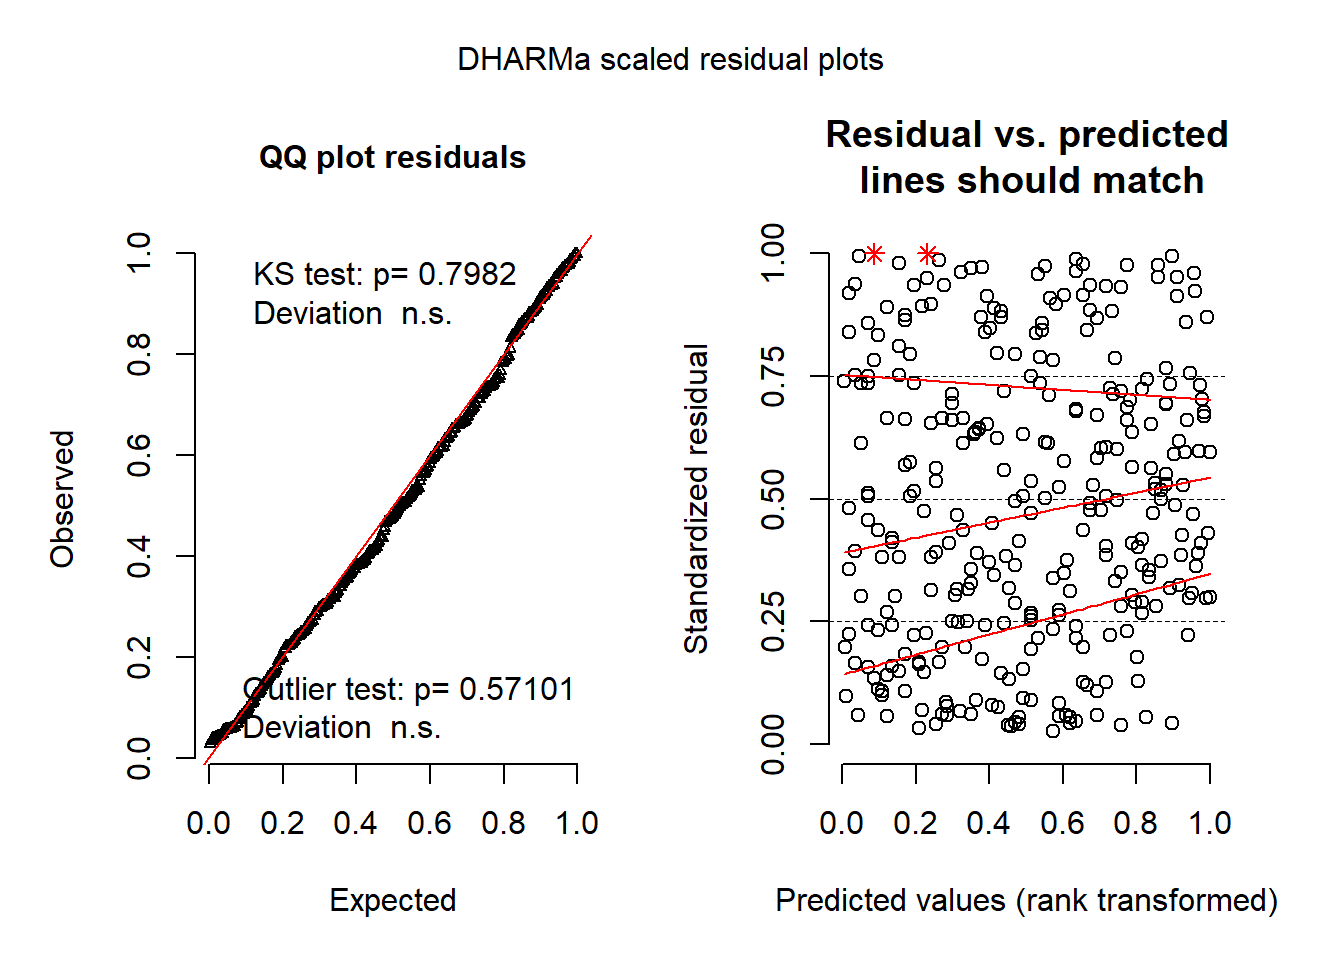 DHARMa scaled residual plots
QQ plot residuals
KS test: p= 0.7982
Deviation  n.s.
Outlier test: p= 0.57101
Deviation  n.s.
Observed
0.0 0.2 0.4 0.6 0.8 1.0
0.0 0.2 0.4 0.6 0.8 1.0
Expected
Residual vs. predicted
lines should match
Standardized residual
0.00 0.25 0.50 0.75 1.00
0.0 0.2 0.4 0.6 0.8 1.0
Predicted values (rank transformed)